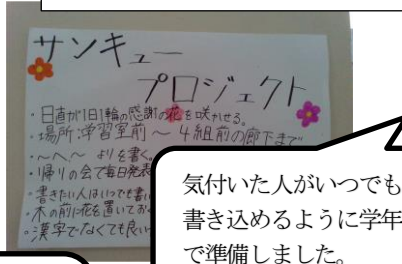 サンキュー
プロジェクト
・日直が1日1輪の感謝の花を咲かせる。
・場所:学習室前~4組前の廊下まで
・~へ~よりを書く。
・帰りの会で毎日発表
・書きたい人はいつでも書い
・木の前に花を置いてお
・漢字でなくても良い
気付いた人がいつでも
書き込めるように学年
で準備しました。